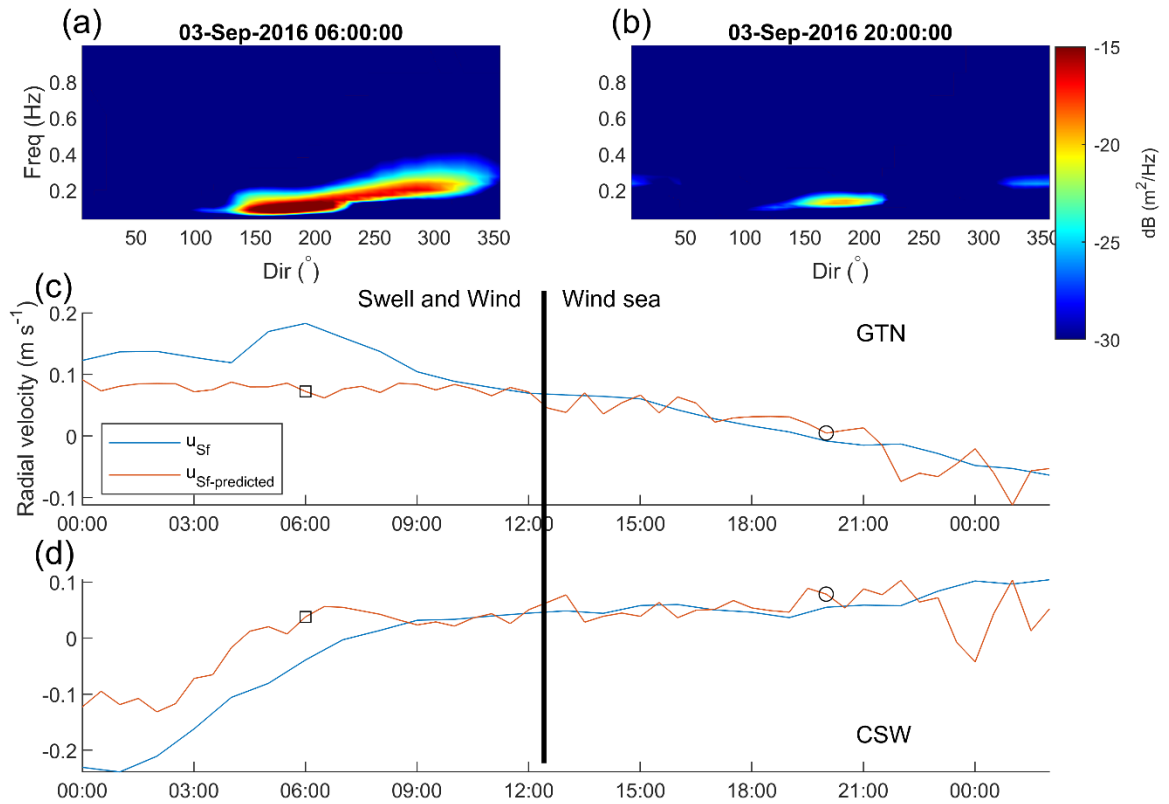 (a)
03-Sep-2016 06:00:00
(b)
03-Sep-2016 20:00:00
Freq (Hz)
0.8
0.6
0.4
0.2
50 100 150 200 250 300 350
Dir (°)
0.8
0.6
0.4
0.2
50 100 150 200 250 300 350
Dir (°)
-15
-20
-25
-30
dB (m²/Hz)
(c)
Swell and Wind
Wind sea
GTN
Radial velocity (m s⁻¹)
0.2
0.1
0
-0.1
u_Sf
u_Sf-predicted
00:00 03:00 06:00 09:00 12:00 15:00 18:00 21:00 00:00
(d)
0.1
0
-0.1
-0.2
CSW
00:00 03:00 06:00 09:00 12:00 15:00 18:00 21:00 00:00